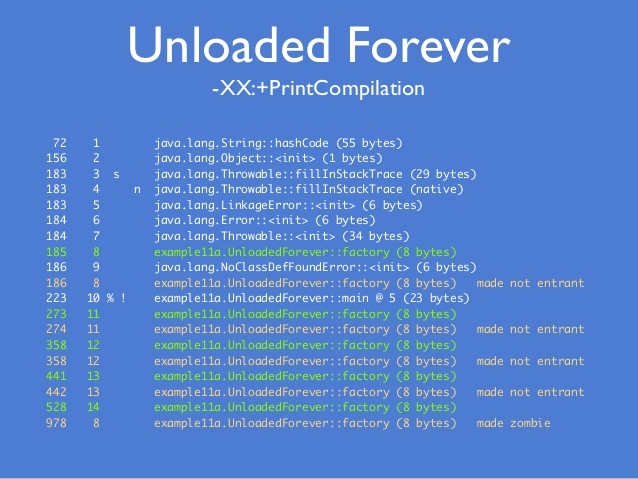 Unloaded Forever
-XX:+PrintCompilation
72 1 java.lang.String::hashCode (55 bytes)
156 2 java.lang.Object::<init> (1 bytes)
183 3 s java.lang.Throwable::fillInStackTrace (29 bytes)
183 4 n java.lang.Throwable::fillInStackTrace (native)
183 5 java.lang.LinkageError::<init> (6 bytes)
184 6 java.lang.Error::<init> (6 bytes)
184 7 java.lang.Throwable::<init> (34 bytes)
185 8 example11a.UnloadedForever::factory (8 bytes)
186 9 java.lang.NoClassDefFoundError::<init> (6 bytes)
186 8 example11a.UnloadedForever::factory (8 bytes) made not entrant
223 10 % ! example11a.UnloadedForever::main @ 5 (23 bytes)
273 11 example11a.UnloadedForever::factory (8 bytes)
274 11 example11a.UnloadedForever::factory (8 bytes) made not entrant
358 12 example11a.UnloadedForever::factory (8 bytes)
358 12 example11a.UnloadedForever::factory (8 bytes) made not entrant
441 13 example11a.UnloadedForever::factory (8 bytes)
442 13 example11a.UnloadedForever::factory (8 bytes) made not entrant
528 14 example11a.UnloadedForever::factory (8 bytes)
978 8 example11a.UnloadedForever::factory (8 bytes) made zombie